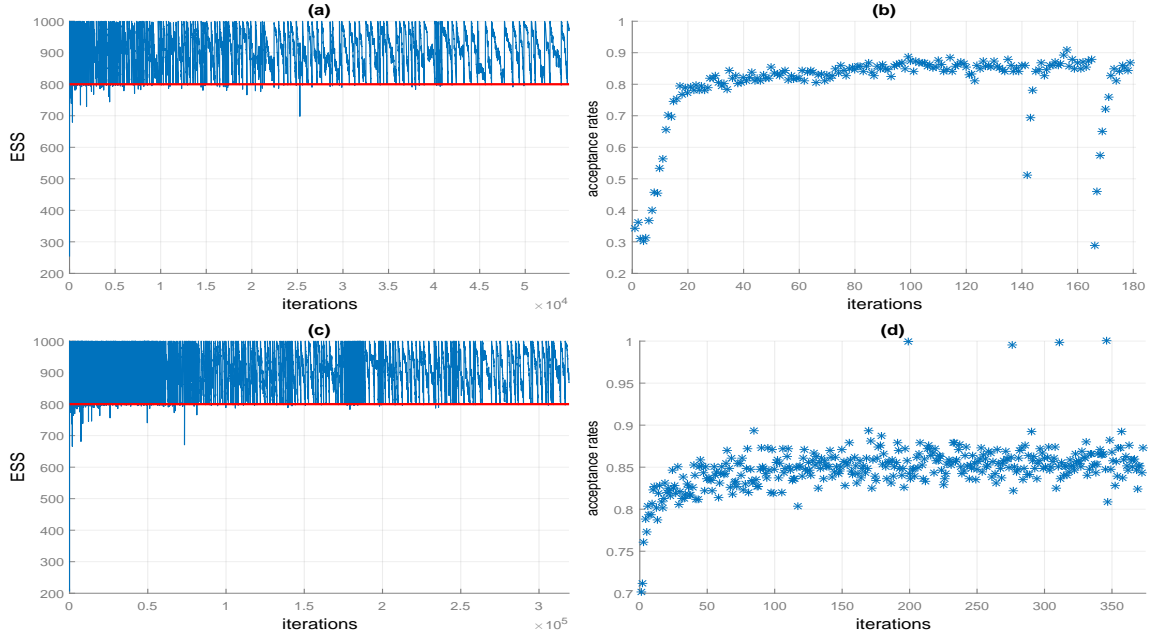 (a)
1000
900
800
700
600
500
400
300
200
ESS
0 0.5 1 1.5 2 2.5 3 3.5 4 4.5 5
× 10^4
iterations
(b)
1
0.9
0.8
0.7
0.6
0.5
0.4
0.3
0.2
acceptance rates
0 20 40 60 80 100 120 140 160 180
iterations
(c)
1000
900
800
700
600
500
400
300
200
ESS
0 0.5 1 1.5 2 2.5 3
× 10^5
iterations
(d)
1
0.95
0.9
0.85
0.8
0.75
0.7
acceptance rates
0 50 100 150 200 250 300 350
iterations